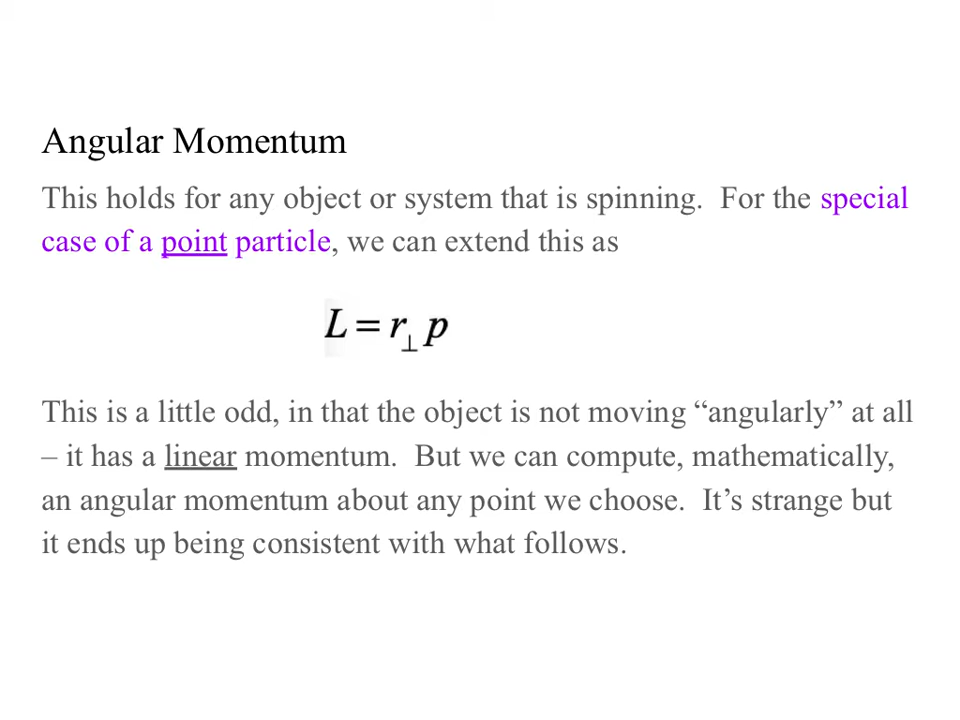 Angular Momentum
This holds for any object or system that is spinning.  For the special
case of a point particle, we can extend this as
L = r⊥ p
This is a little odd, in that the object is not moving “angularly” at all
– it has a linear momentum.  But we can compute, mathematically,
an angular momentum about any point we choose.  It’s strange but
it ends up being consistent with what follows.